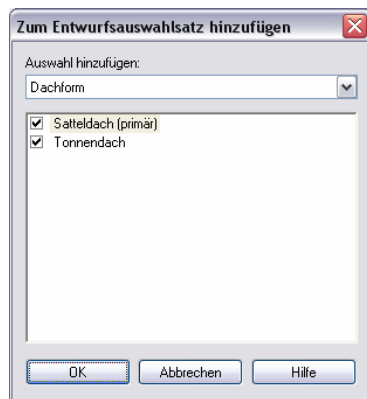 Zum Entwurfsauswahlsatz hinzufügen
Auswahl hinzufügen:
Dachform
Satteldach (primär)
Tonnendach
OK Abbrechen Hilfe